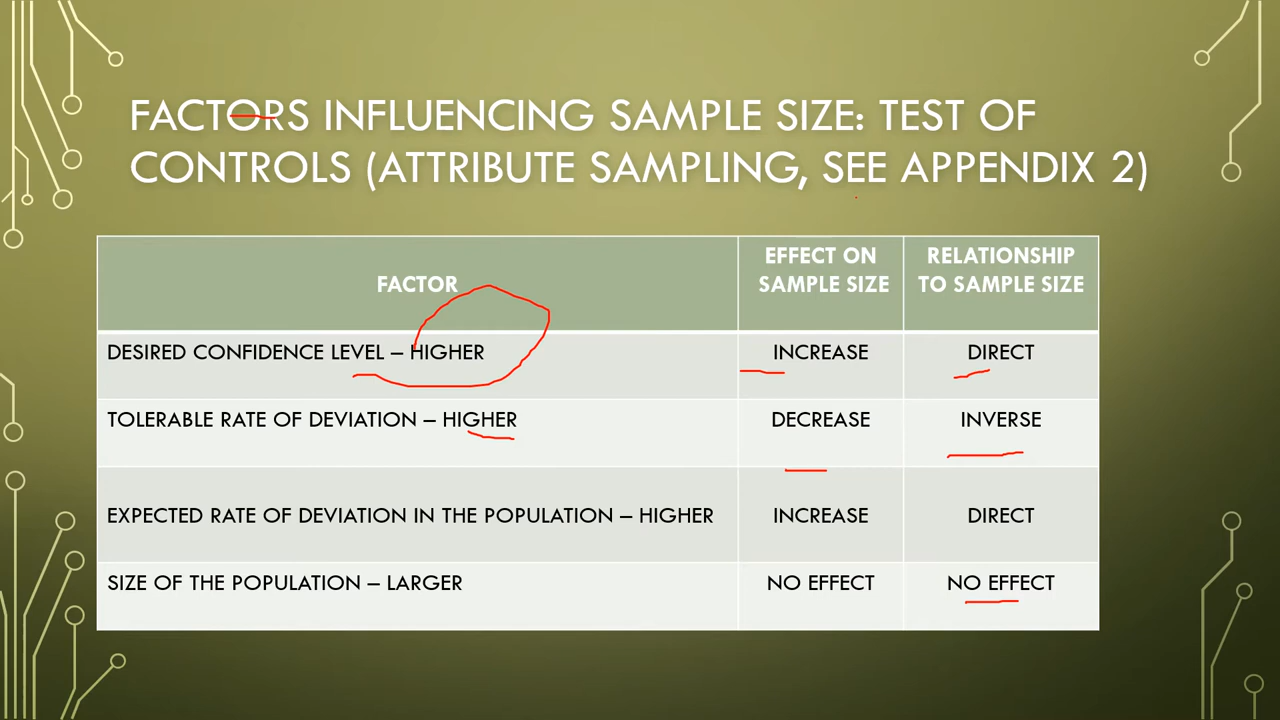 FACTORS INFLUENCING SAMPLE SIZE: TEST OF
CONTROLS (ATTRIBUTE SAMPLING, SEE APPENDIX 2)
FACTOR
EFFECT ON
SAMPLE SIZE
RELATIONSHIP
TO SAMPLE SIZE
DESIRED CONFIDENCE LEVEL – HIGHER
INCREASE
DIRECT
TOLERABLE RATE OF DEVIATION – HIGHER
DECREASE
INVERSE
EXPECTED RATE OF DEVIATION IN THE POPULATION – HIGHER
INCREASE
DIRECT
SIZE OF THE POPULATION – LARGER
NO EFFECT
NO EFFECT